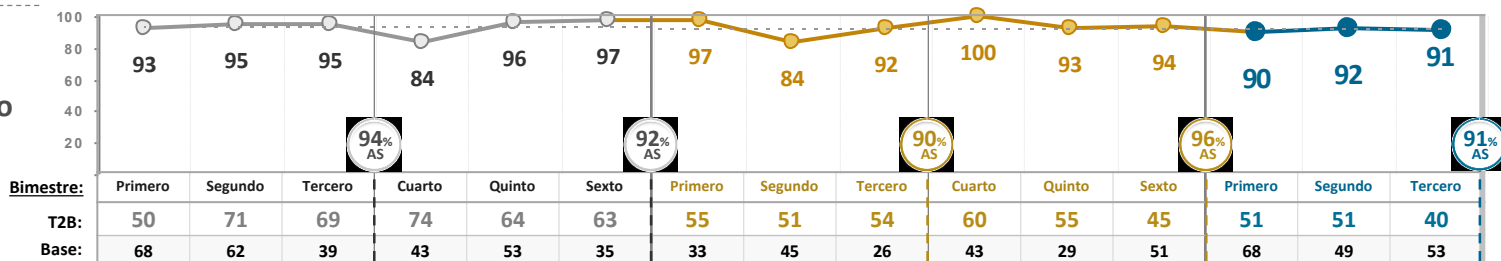 100
80
60
40
20
o
93 95 95 84 96 97 97 84 92 100 93 94 90 92 91
94% AS 92% AS 90% AS 96% AS 91% AS
Bimestre: Primero Segundo Tercero Cuarto Quinto Sexto Primero Segundo Tercero Cuarto Quinto Sexto Primero Segundo Tercero
T2B: 50 71 69 74 64 63 55 51 54 60 55 45 51 51 40
Base: 68 62 39 43 53 35 33 45 26 43 29 51 68 49 53